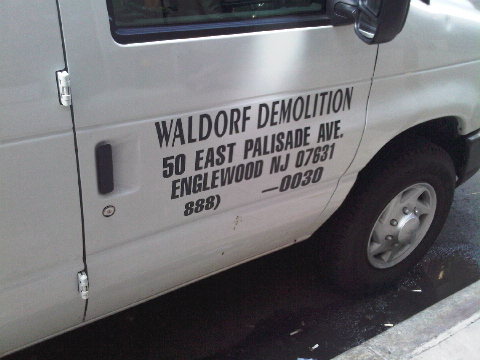 WALDORF DEMOLITION
50 EAST PALISADE AVE.
ENGLEWOOD NJ 07631
888) —0030